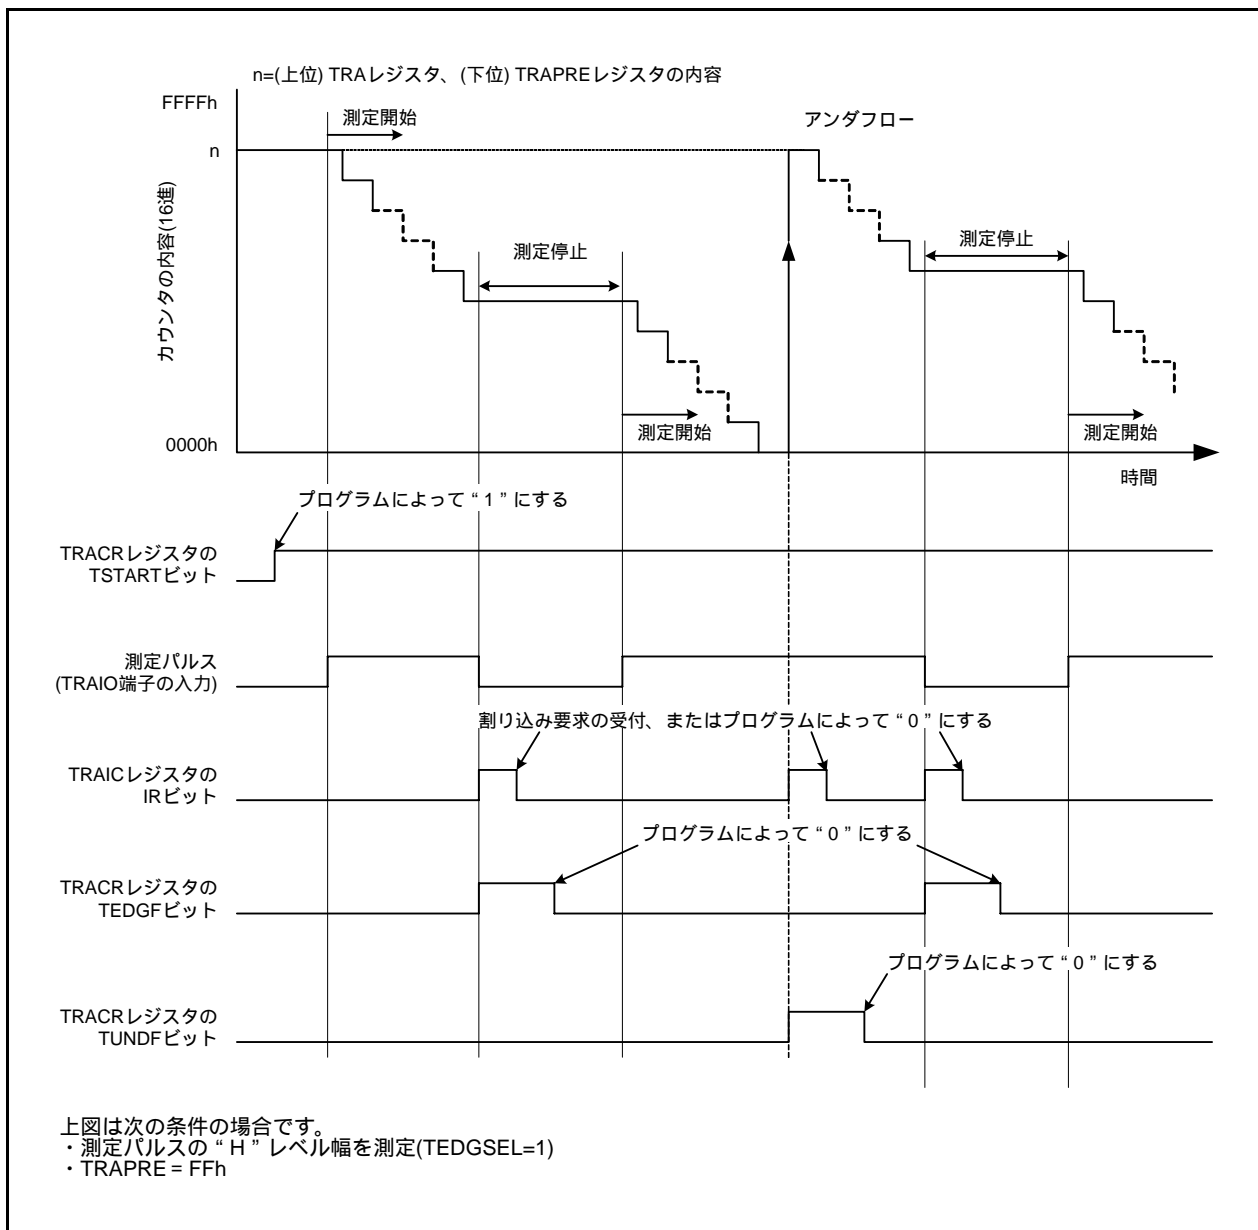 n=(上位) TRAレジスタ、(下位) TRAPREレジスタの内容
FFFFh
測定開始
アンダフロー
n
カウンタの内容(16進)
測定停止
測定停止
測定開始
測定開始
0000h
時間
プログラムによって“1”にする
TRACRレジスタの
TSTARTビット
測定パルス
(TRAIO端子の入力)
割り込み要求の受付、またはプログラムによって“0”にする
TRAICレジスタの
IRビット
プログラムによって“0”にする
TRACRレジスタの
TEDGFビット
プログラムによって“0”にする
TRACRレジスタの
TUNDFビット
上図は次の条件の場合です。
・測定パルスの“H”レベル幅を測定(TEDGSEL=1)
・TRAPRE = FFh